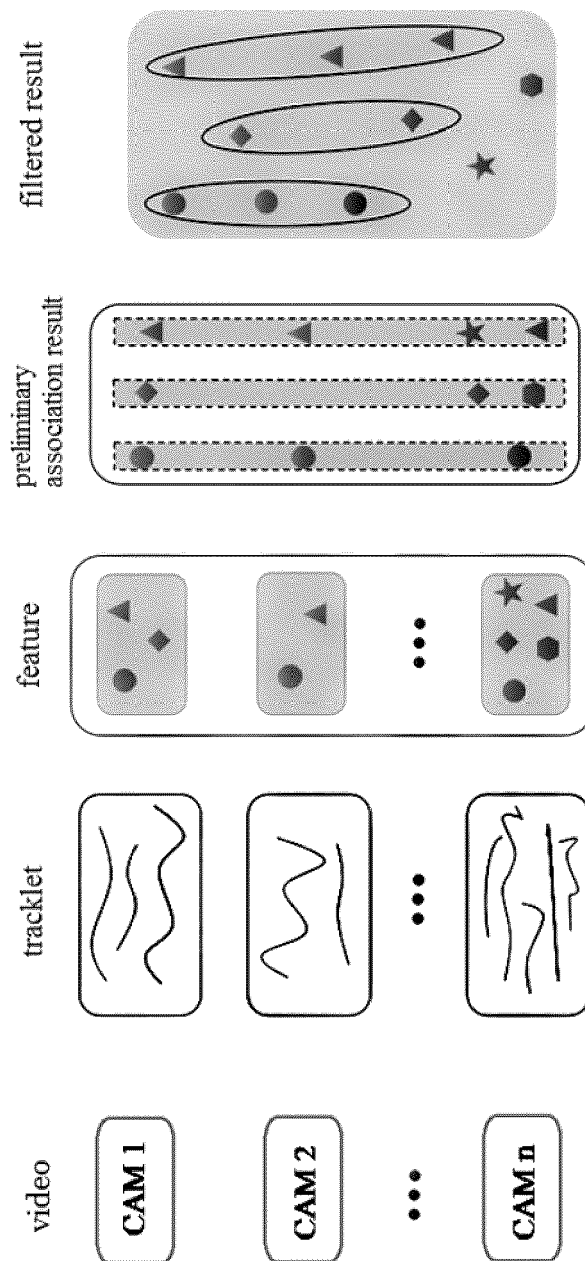 video
tracklet
feature
preliminary
association result
filtered result
CAM 1
CAM 2
CAM n